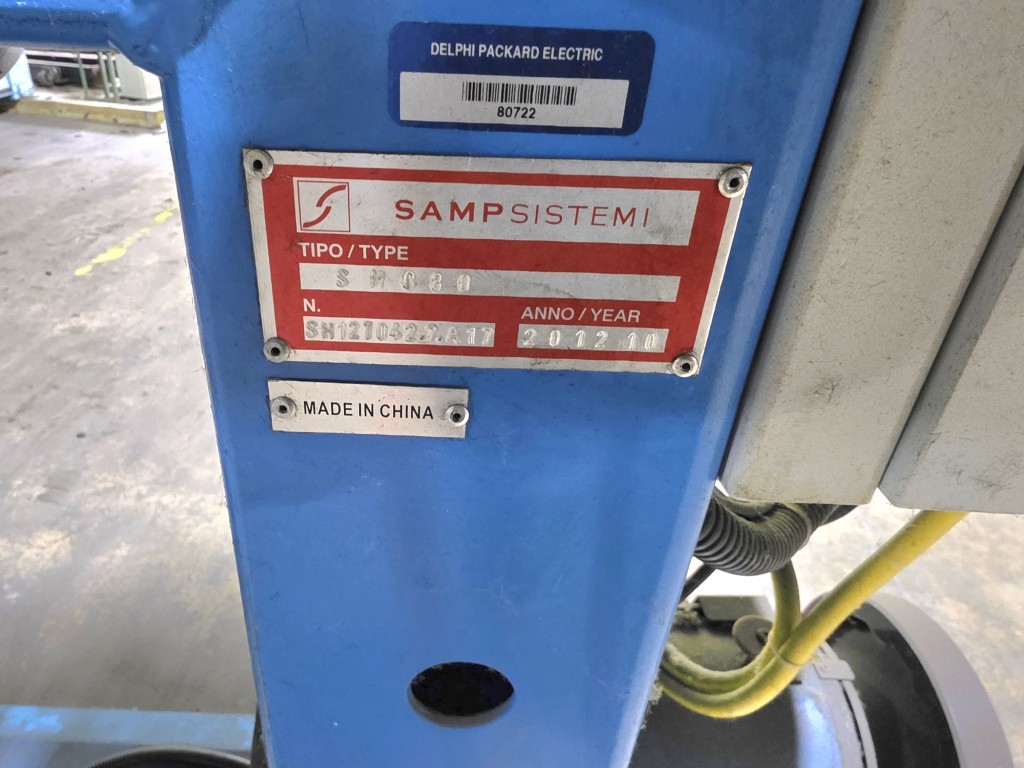 DELPHI PACKARD ELECTRIC
80722
SAMPSISTEMI
TIPO / TYPE
N.
ANNO / YEAR
2012 10
MADE IN CHINA